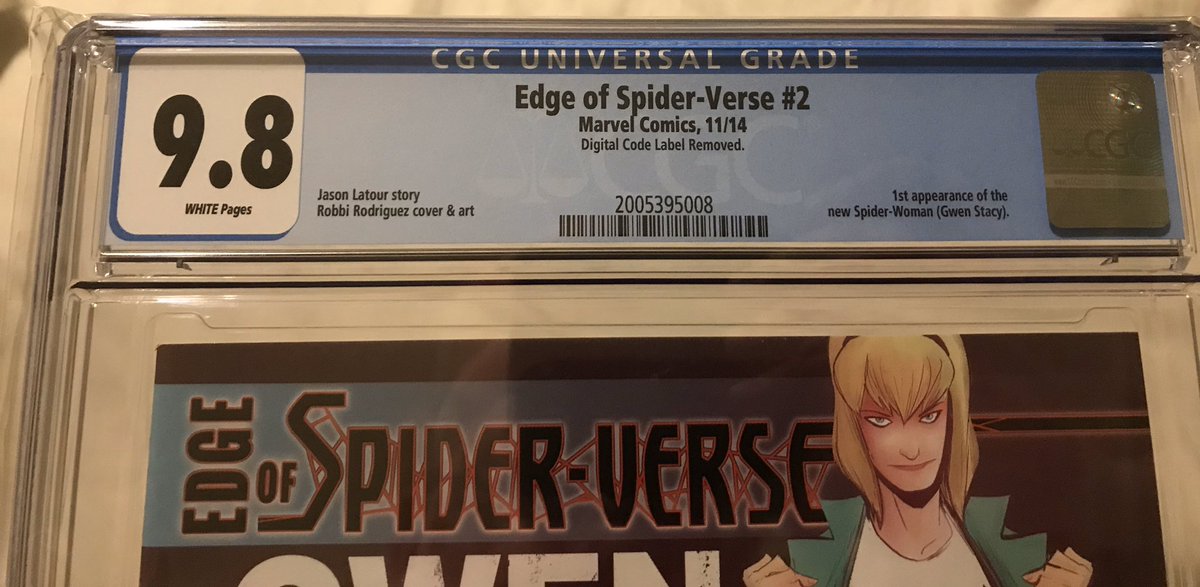 CGC UNIVERSAL GRADE
9.8
WHITE Pages
Edge of Spider-Verse #2
Marvel Comics, 11/14
Digital Code Label Removed.
Jason Latour story
Robbi Rodriguez cover & art
2005395008
1st appearance of the
new Spider-Woman (Gwen Stacy).
CGC
CGC
EDGE
OF SPIDER-VERSE
GWEN